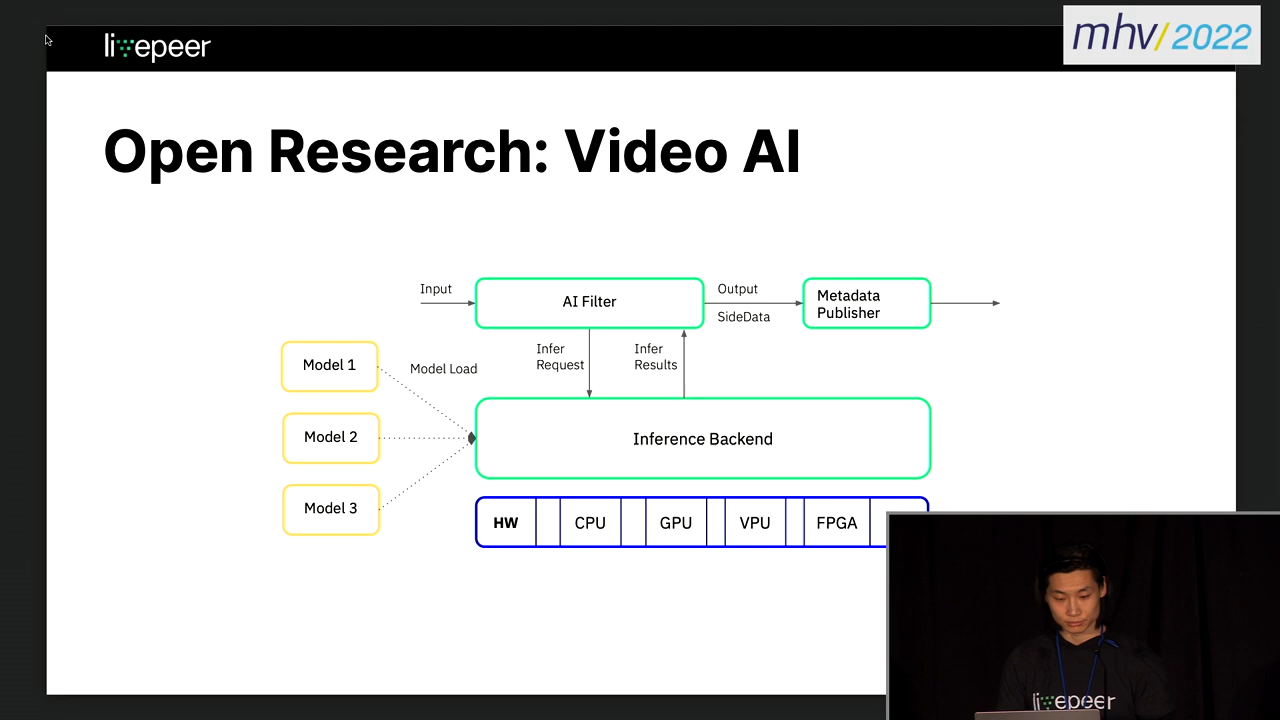 livepeer
mhv/2022
Open Research: Video AI
Input
AI Filter
Output
SideData
Metadata
Publisher
Infer
Request
Infer
Results
Model 1
Model Load
Model 2
Model 3
Inference Backend
HW
CPU
GPU
VPU
FPGA
livepeer